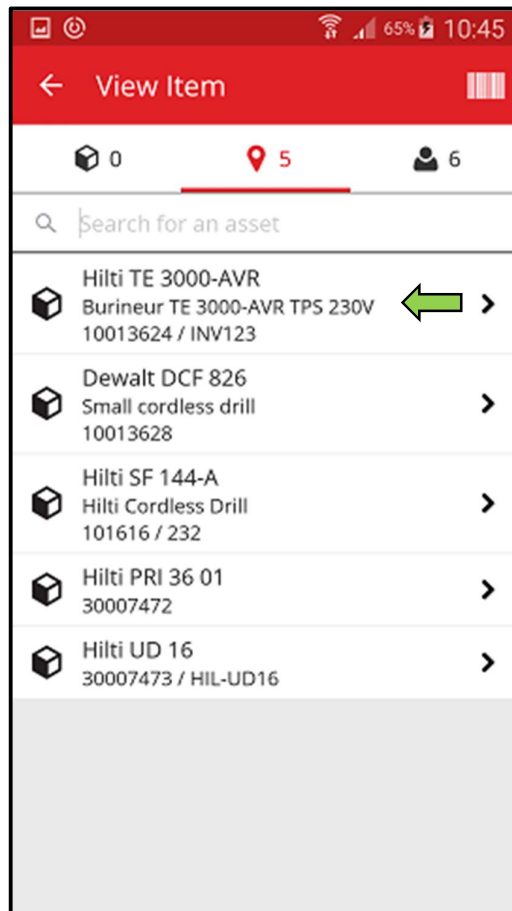 65% 10:45
View Item
0 5 6
Search for an asset
Hilti TE 3000-AVR
Burineur TE 3000-AVR TPS 230V
10013624 / INV123
Dewalt DCF 826
Small cordless drill
10013628
Hilti SF 144-A
Hilti Cordless Drill
101616 / 232
Hilti PRI 36 01
30007472
Hilti UD 16
30007473 / HIL-UD16